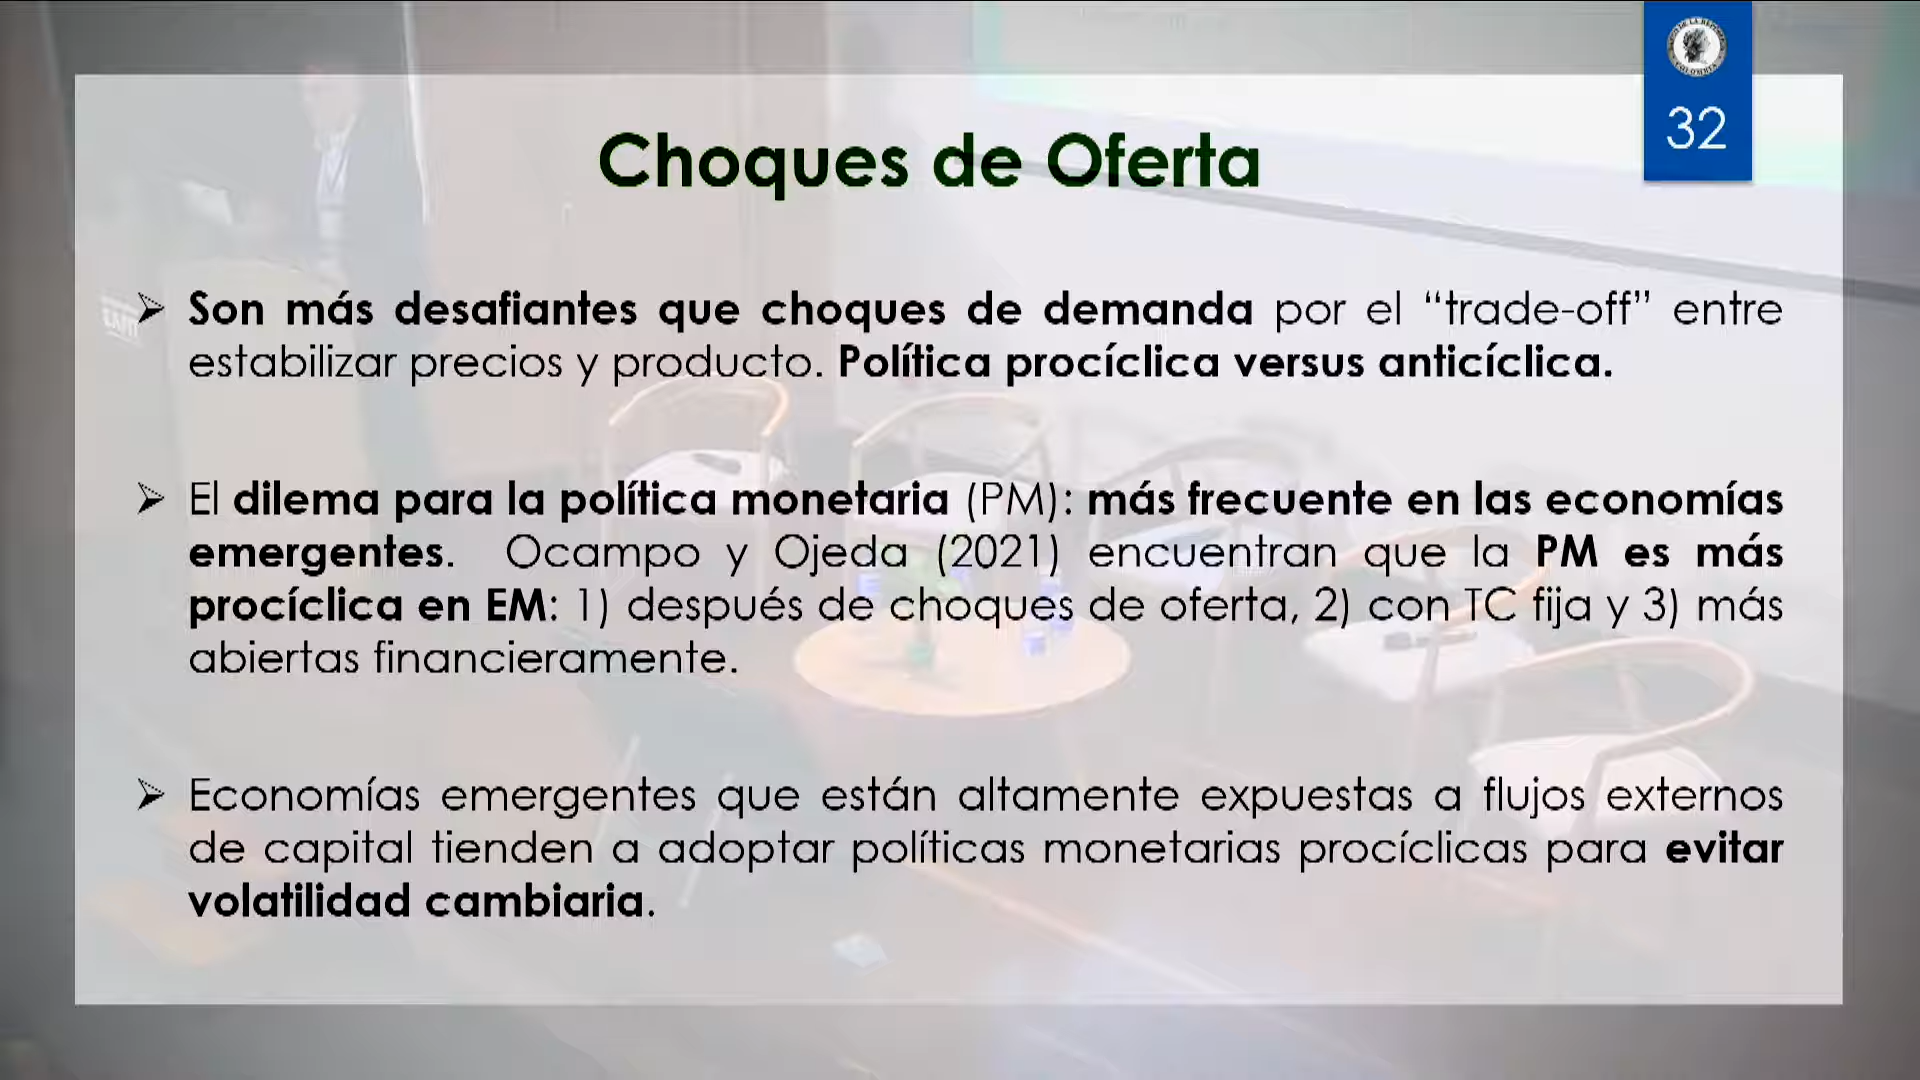 32
Choques de Oferta
➢ Son más desafiantes que choques de demanda por el “trade-off” entre
estabilizar precios y producto. Política procíclica versus anticíclica.
➢ El dilema para la política monetaria (PM): más frecuente en las economías
emergentes. Ocampo y Ojeda (2021) encuentran que la PM es más
procíclica en EM: 1) después de choques de oferta, 2) con TC fija y 3) más
abiertas financieramente.
➢ Economías emergentes que están altamente expuestas a flujos externos
de capital tienden a adoptar políticas monetarias procíclicas para evitar
volatilidad cambiaria.